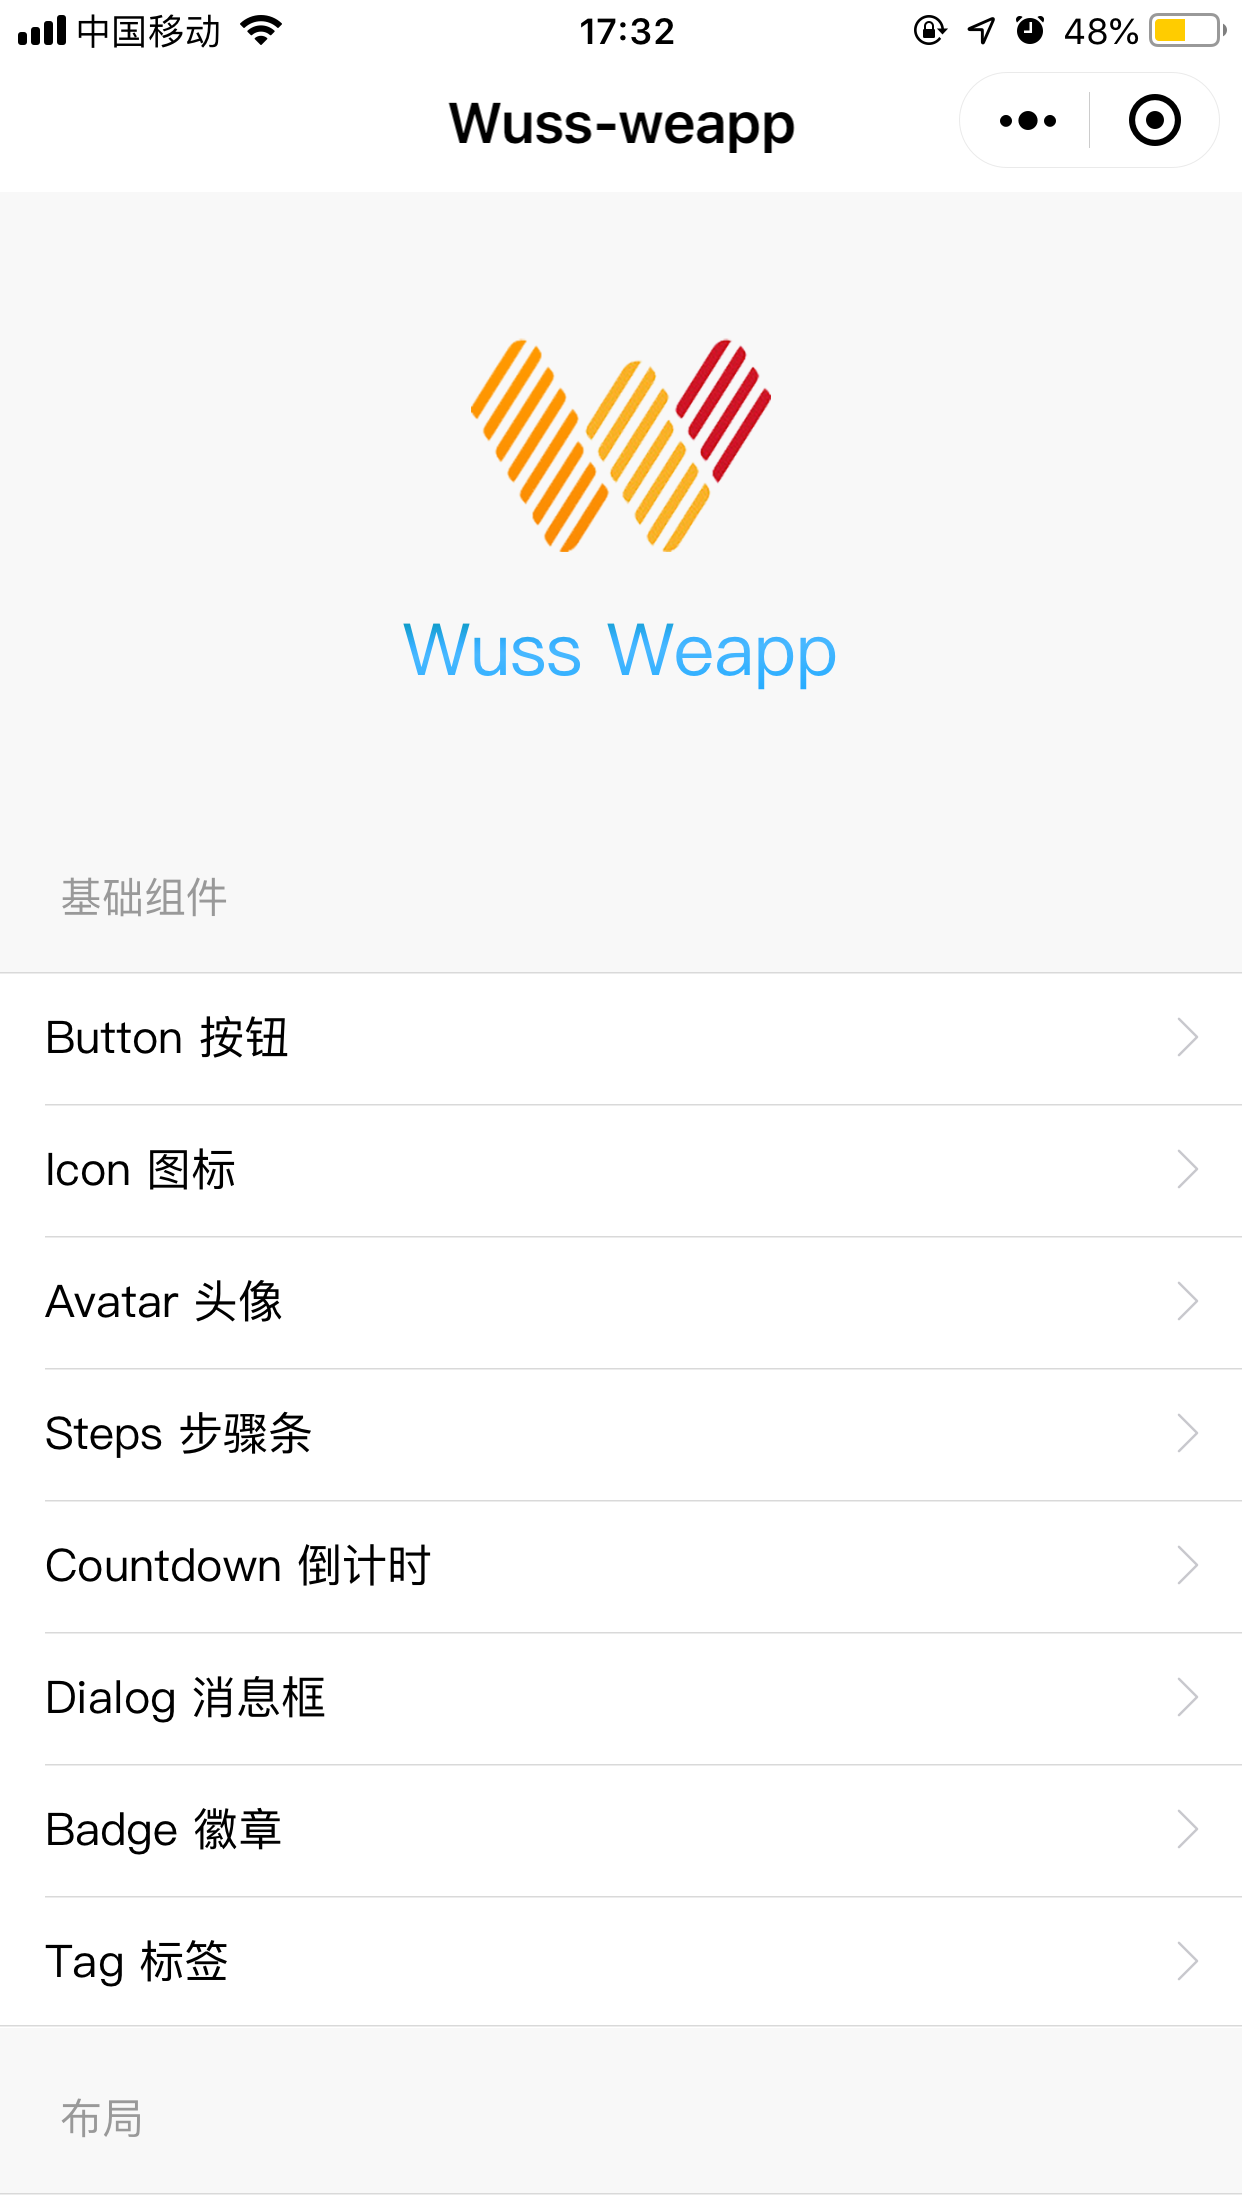 中国移动 17:32 48%
Wuss-weapp
Wuss Weapp
基础组件
Button 按钮
Icon 图标
Avatar 头像
Steps 步骤条
Countdown 倒计时
Dialog 消息框
Badge 徽章
Tag 标签
布局